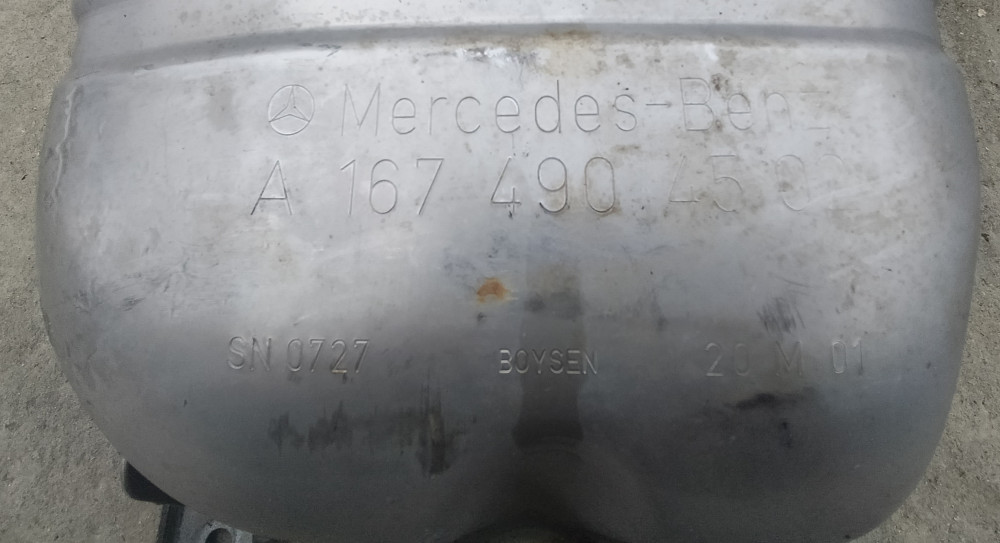 Mercedes-Benz
A 167 490 45
SN 0727 BOYSEN 20 M 01